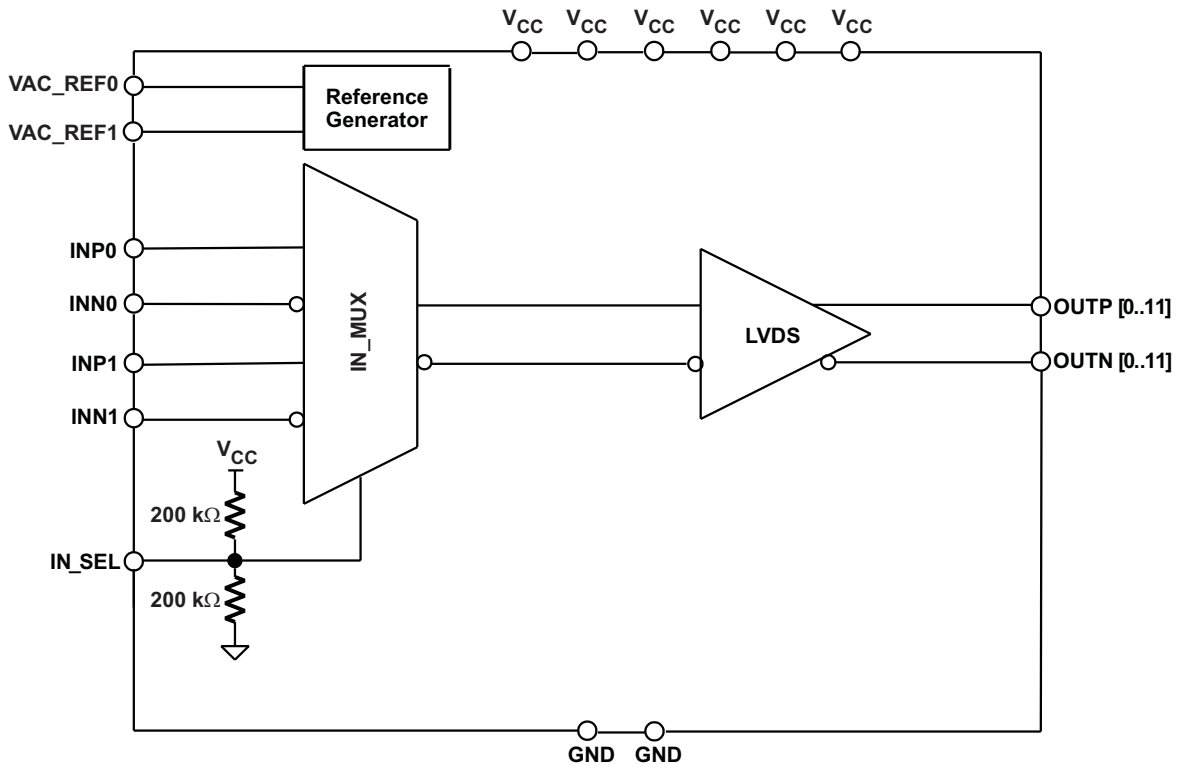 VCC VCC VCC VCC VCC VCC
VAC_REF0
Reference
Generator
VAC_REF1
INP0
INN0
INP1
INN1
IN_MUX
LVDS
OUTP [0..11]
OUTN [0..11]
VCC
200 kΩ
IN_SEL
200 kΩ
GND GND